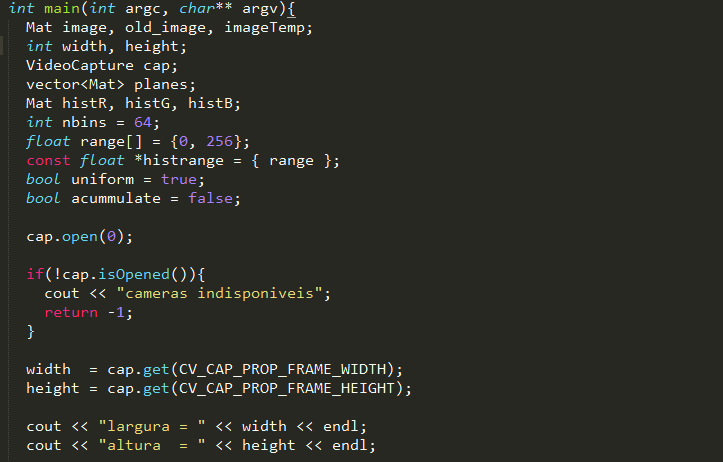 int main(int argc, char** argv){
  Mat image, old_image, imageTemp;
  int width, height;
  VideoCapture cap;
  vector<Mat> planes;
  Mat histR, histG, histB;
  int nbins = 64;
  float range[] = {0, 256};
  const float *histrange = { range };
  bool uniform = true;
  bool acummulate = false;

  cap.open(0);

  if(!cap.isOpened()){
    cout << "cameras indisponiveis";
    return -1;
  }

  width  = cap.get(CV_CAP_PROP_FRAME_WIDTH);
  height = cap.get(CV_CAP_PROP_FRAME_HEIGHT);

  cout << "largura = " << width << endl;
  cout << "altura  = " << height << endl;